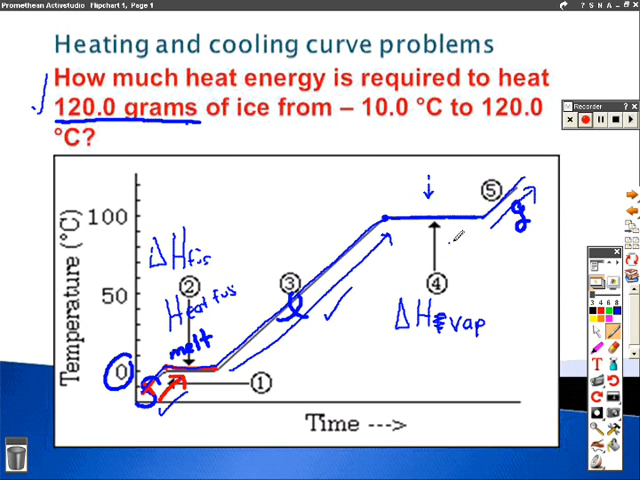 Promethean Activstudio Flipchart 1, Page 1
? S N A
Heating and cooling curve problems
How much heat energy is required to heat
120.0 grams of ice from – 10.0 °C to 120.0
°C?
Recorder
Temperature (°C)
100
50
0
ΔHfus
②
Heat fus
melt
①
S
③
l
④
ΔH vap
⑤
g
Time --->